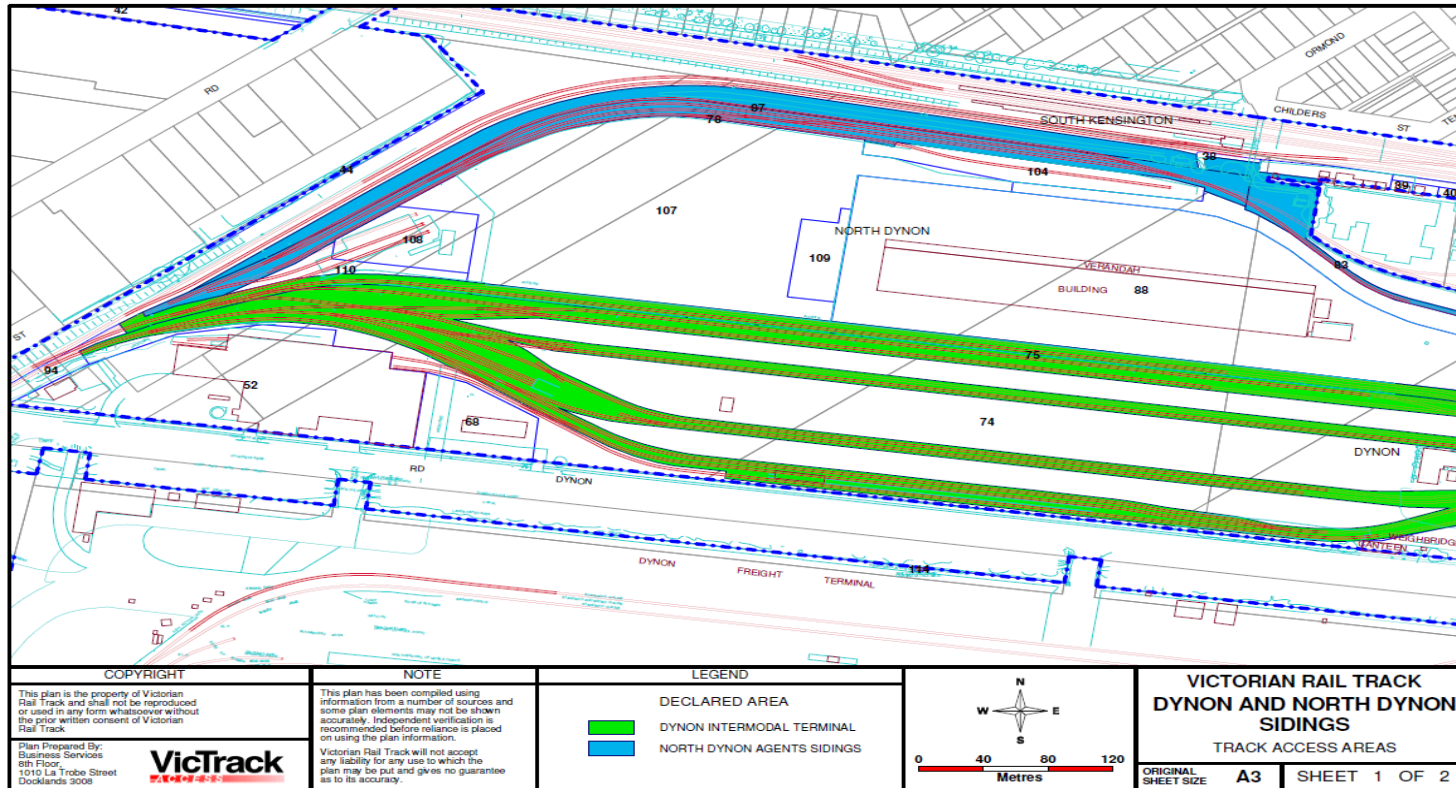 42
RD
ORMOND
CHILDERS
ST
87
78
SOUTH KENSINGTON
38
44
104
39
40
107
108
NORTH DYNON
109
110
VERANDAH
83
BUILDING
88
ST
75
94
52
74
68
DYNON
RD
DYNON
WEIGHBRIDGE
CANTEEN
DYNON FREIGHT TERMINAL
114
COPYRIGHT
This plan is the property of Victorian
Rail Track and shall not be reproduced
or used in any form whatsoever without
the prior written consent of Victorian
Rail Track
Plan Prepared By:
Business Services
8th Floor,
1010 La Trobe Street
Docklands 3008
VicTrack
ACCESS
NOTE
This plan has been compiled using
information from a number of sources and
some plan elements may not be shown
accurately. Independent verification is
recommended before reliance is placed
on using the plan information.
Victorian Rail Track will not accept
any liability for any use to which the
plan may be put and gives no guarantee
as to its accuracy.
LEGEND
DECLARED AREA
DYNON INTERMODAL TERMINAL
NORTH DYNON AGENTS SIDINGS
N
W E
S
0 40 80 120
Metres
VICTORIAN RAIL TRACK
DYNON AND NORTH DYNON
SIDINGS
TRACK ACCESS AREAS
ORIGINAL
SHEET SIZE A3
SHEET 1 OF 2